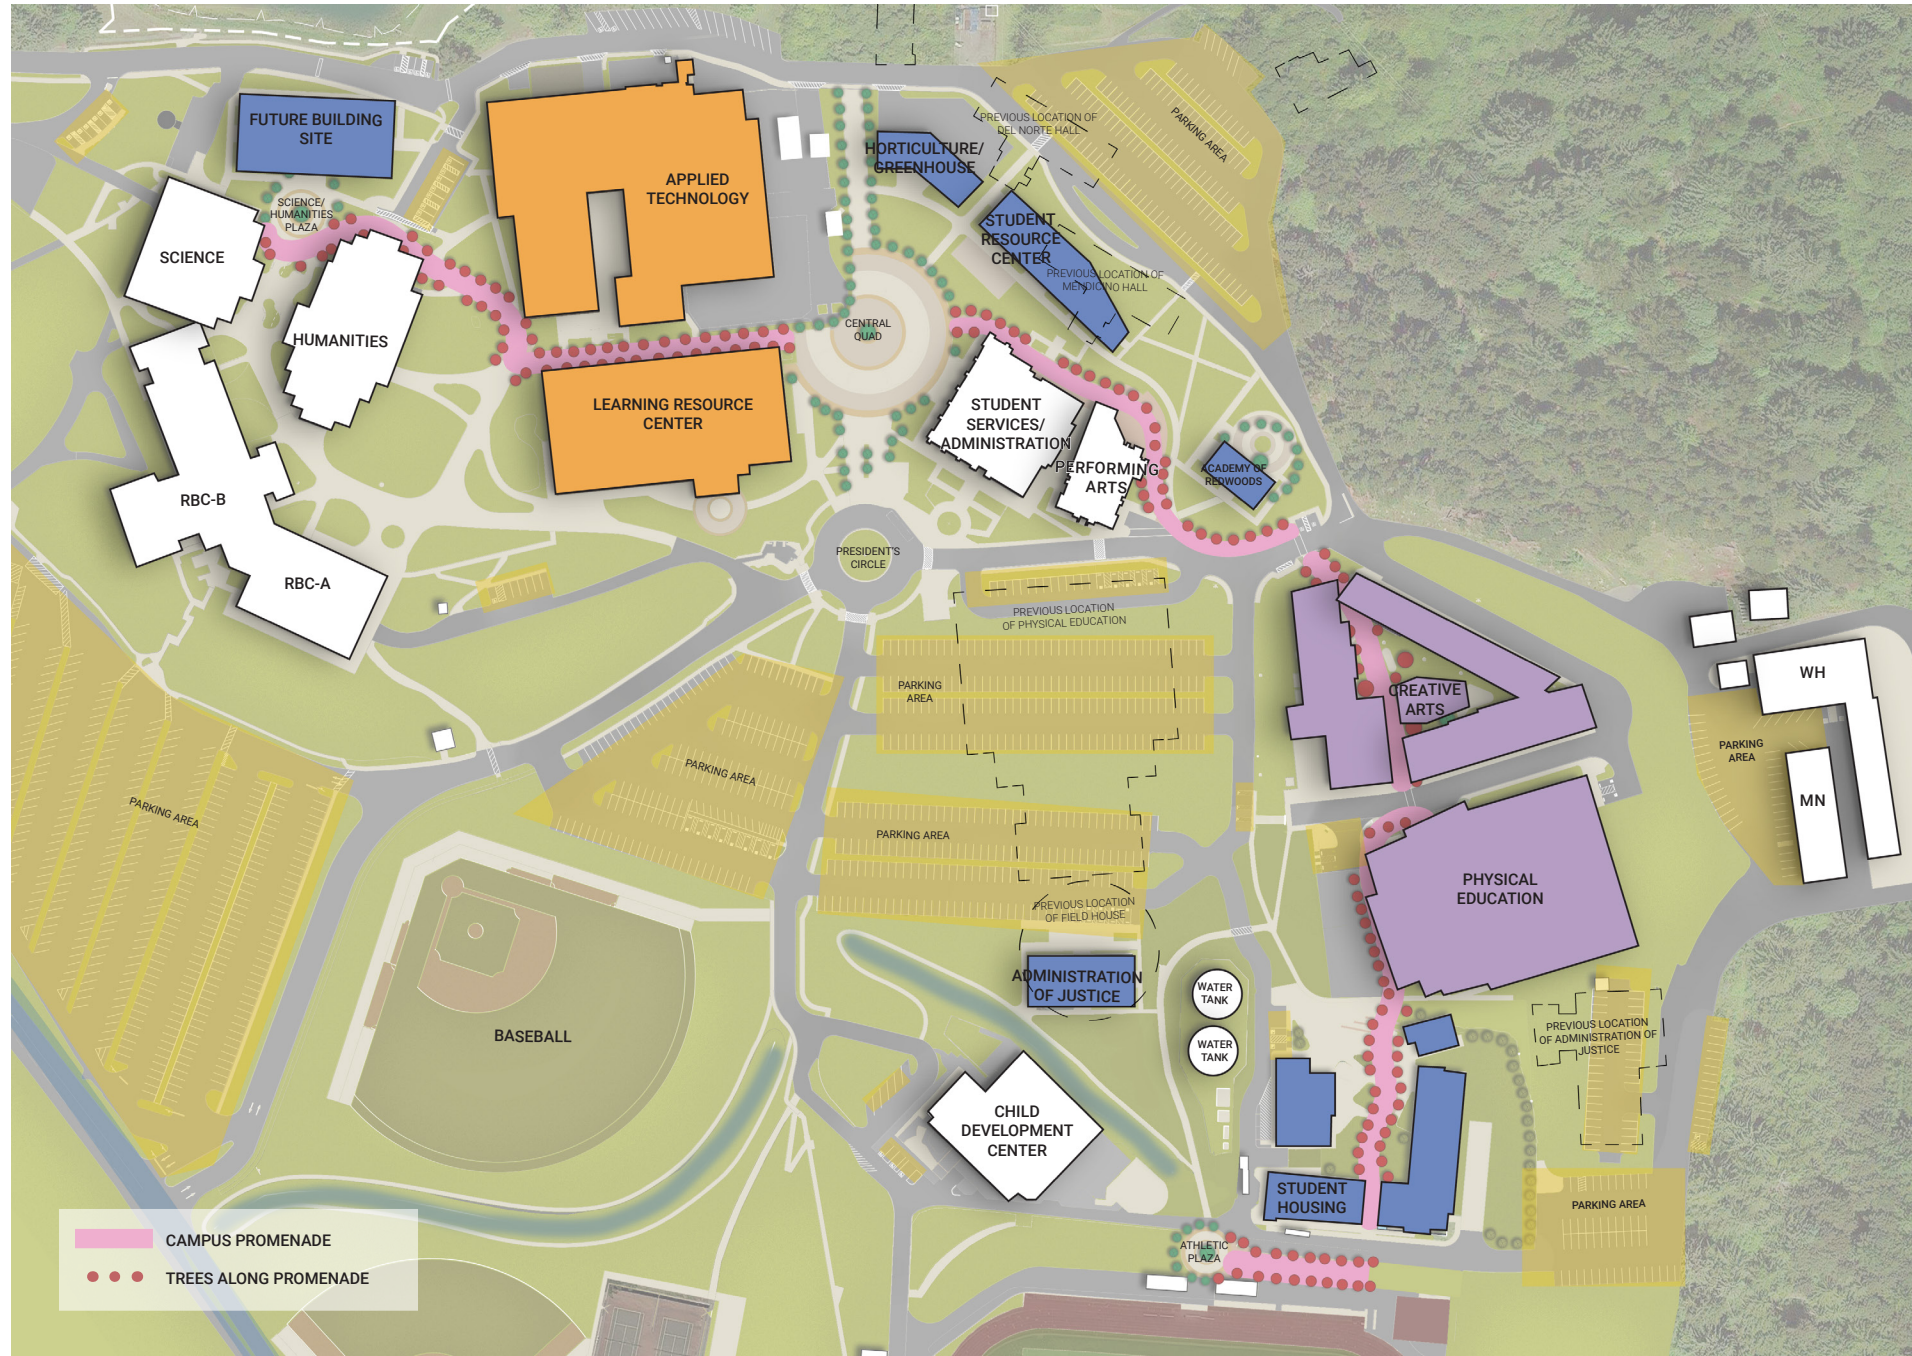 FUTURE BUILDING
SITE
SCIENCE/
HUMANITIES
PLAZA
SCIENCE
HUMANITIES
RBC-B
RBC-A
APPLIED
TECHNOLOGY
LEARNING RESOURCE
CENTER
HORTICULTURE/
GREENHOUSE
PREVIOUS LOCATION OF
DEL NORTE HALL
PARKING AREA
STUDENT
RESOURCE
CENTER
PREVIOUS LOCATION OF
MENDICINO HALL
CENTRAL
QUAD
STUDENT
SERVICES/
ADMINISTRATION
PERFORMING
ARTS
ACADEMY OF
REDWOODS
PRESIDENT'S
CIRCLE
PREVIOUS LOCATION
OF PHYSICAL EDUCATION
PARKING
AREA
CREATIVE
ARTS
WH
PARKING
AREA
MN
PARKING AREA
PARKING AREA
PARKING AREA
PHYSICAL
EDUCATION
PREVIOUS LOCATION
OF FIELD HOUSE
ADMINISTRATION
OF JUSTICE
WATER
TANK
WATER
TANK
BASEBALL
PREVIOUS LOCATION
OF ADMINISTRATION OF
JUSTICE
CHILD
DEVELOPMENT
CENTER
STUDENT
HOUSING
PARKING AREA
ATHLETIC
PLAZA
CAMPUS PROMENADE
TREES ALONG PROMENADE